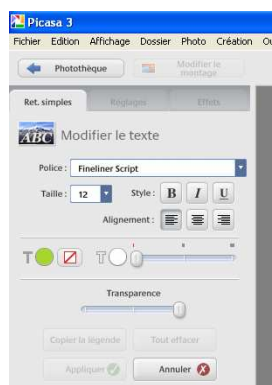 Picasa 3
Fichier Edition Affichage Dossier Photo Création Ou
Photothèque Modifier le montage
Ret. simples Réglages Effets
ABC Modifier le texte
Police : Fineliner Script
Taille : 12 Style : B I U
Alignement :
T T
Transparence
Copier la légende Tout effacer
Appliquer Annuler